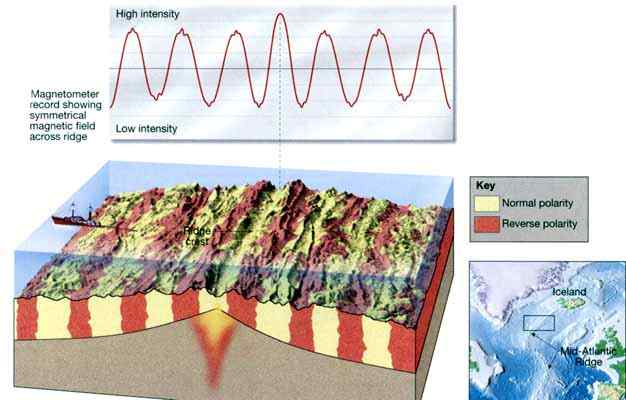 High intensity
Magnetometer
record showing
symmetrical
magnetic field
across ridge
Low intensity
Ridge
crest
Key
Normal polarity
Reverse polarity
Iceland
Mid-Atlantic
Ridge